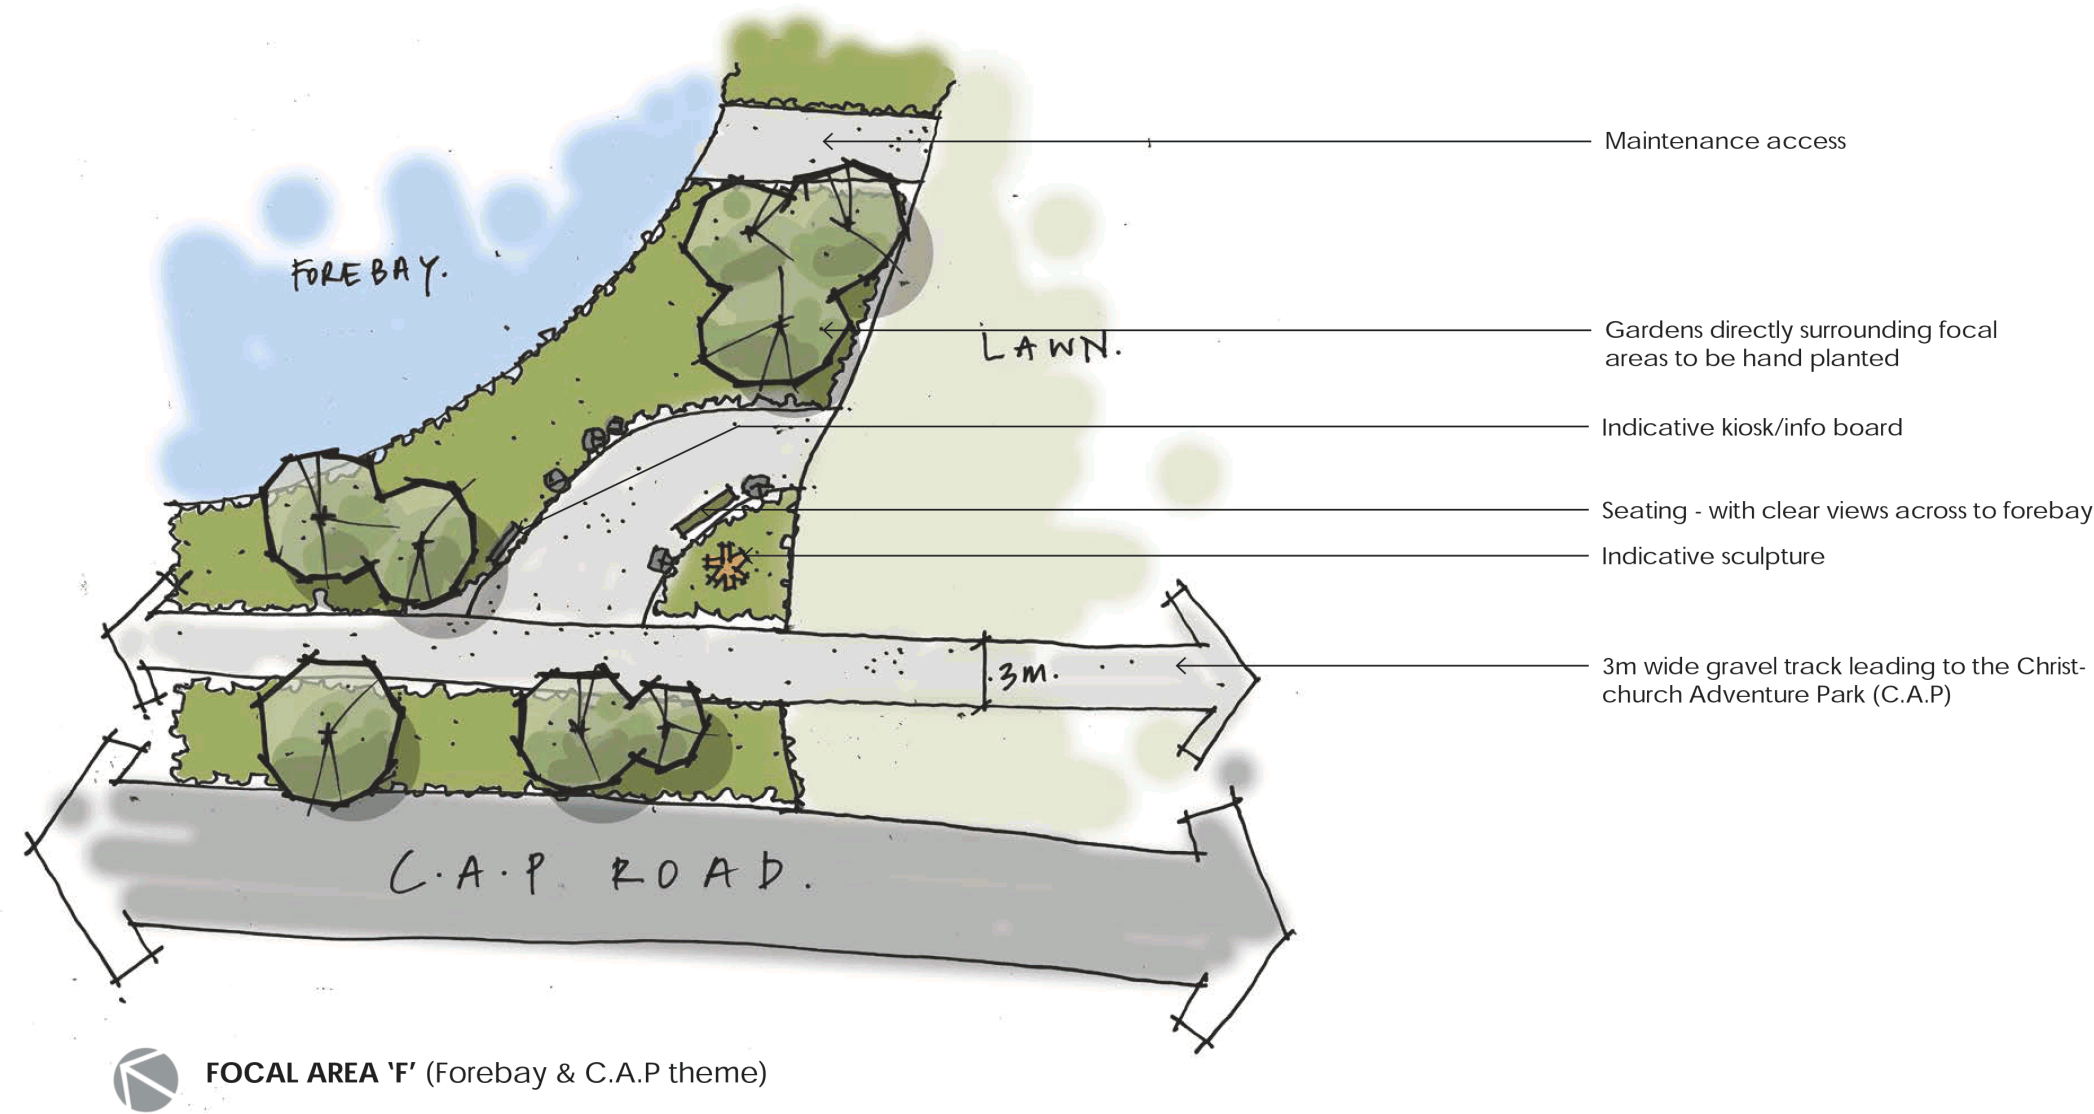 Maintenance access
FOREBAY.
Gardens directly surrounding focal
areas to be hand planted
LAWN.
Indicative kiosk/info board
Seating - with clear views across to forebay
Indicative sculpture
3m wide gravel track leading to the Christ-
church Adventure Park (C.A.P)
3m.
C.A.P ROAD.
FOCAL AREA ‘F’ (Forebay & C.A.P theme)